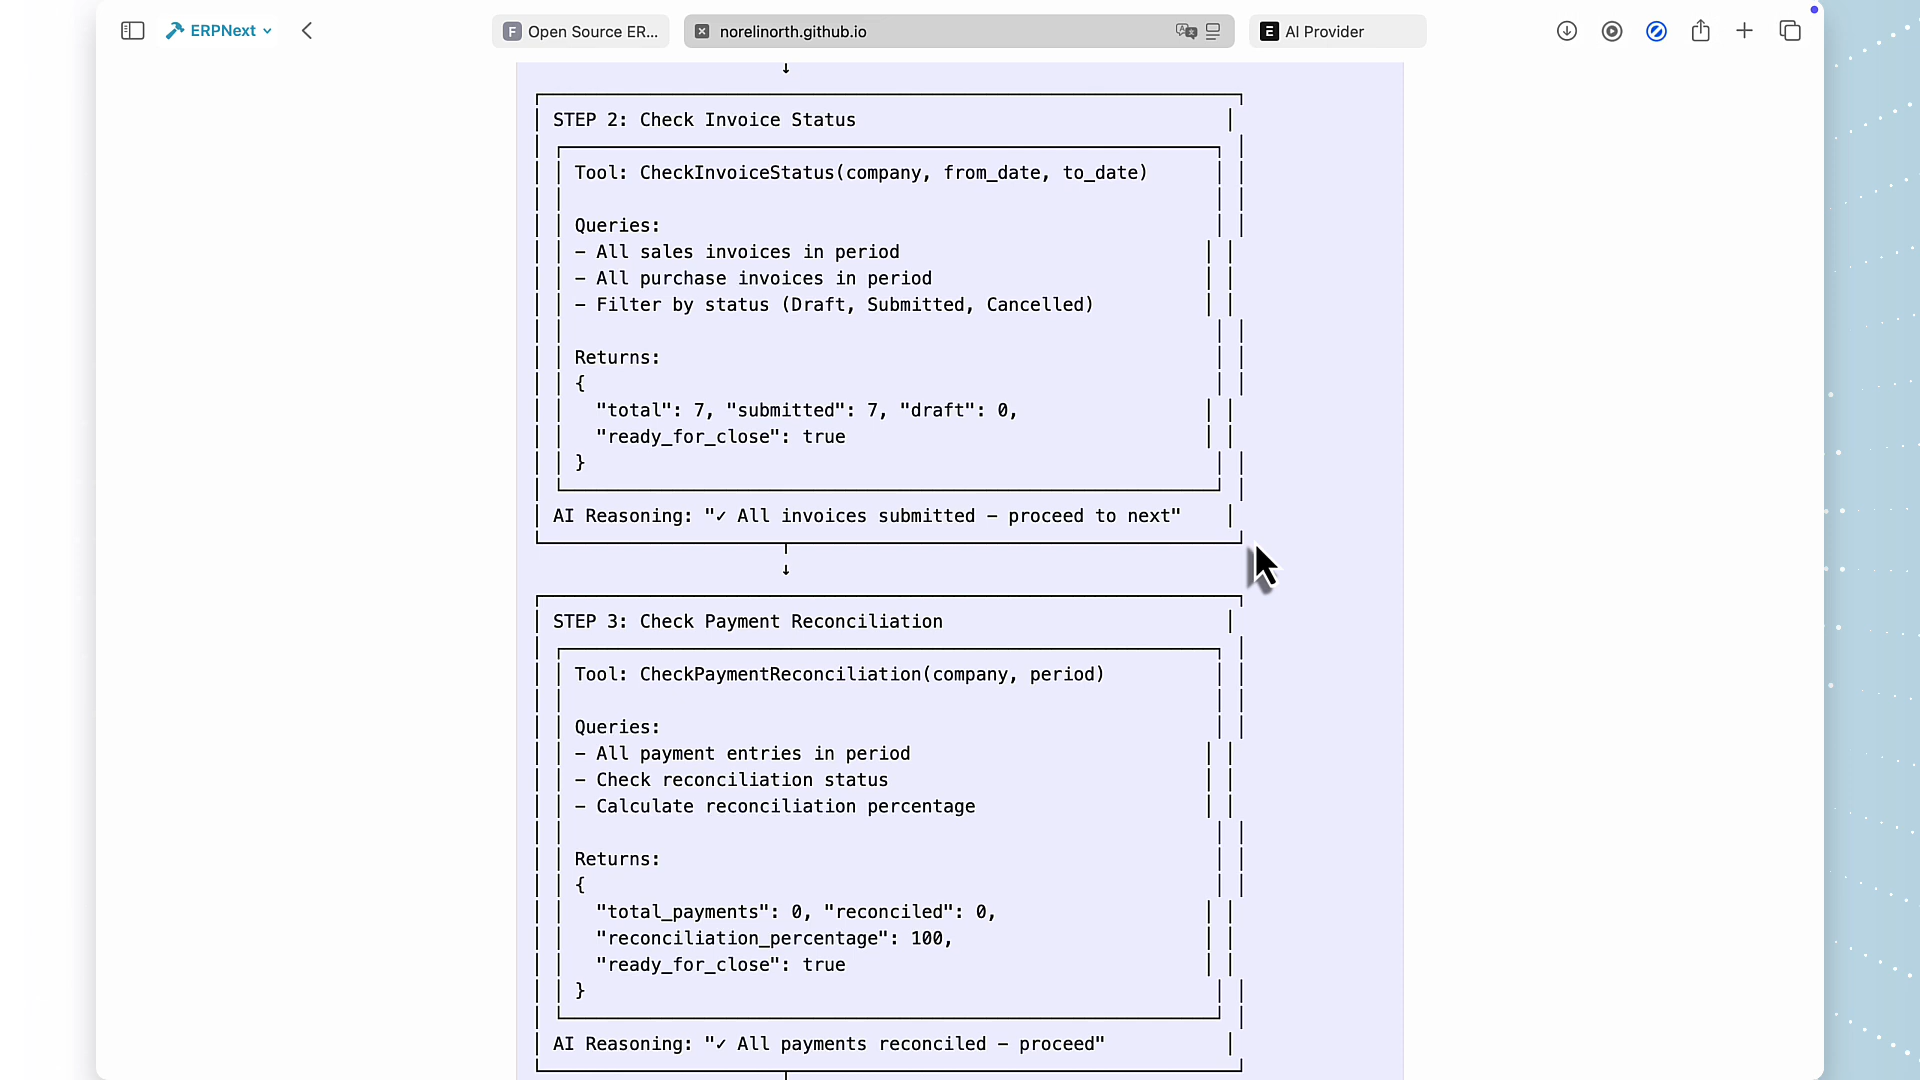 ERPNext
Open Source ER...
norelinorth.github.io
AI Provider
↓
STEP 2: Check Invoice Status
Tool: CheckInvoiceStatus(company, from_date, to_date)
Queries:
- All sales invoices in period
- All purchase invoices in period
- Filter by status (Draft, Submitted, Cancelled)
Returns:
{
"total": 7, "submitted": 7, "draft": 0,
"ready_for_close": true
}
AI Reasoning: "✓ All invoices submitted - proceed to next"
↓
STEP 3: Check Payment Reconciliation
Tool: CheckPaymentReconciliation(company, period)
Queries:
- All payment entries in period
- Check reconciliation status
- Calculate reconciliation percentage
Returns:
{
"total_payments": 0, "reconciled": 0,
"reconciliation_percentage": 100,
"ready_for_close": true
}
AI Reasoning: "✓ All payments reconciled - proceed"